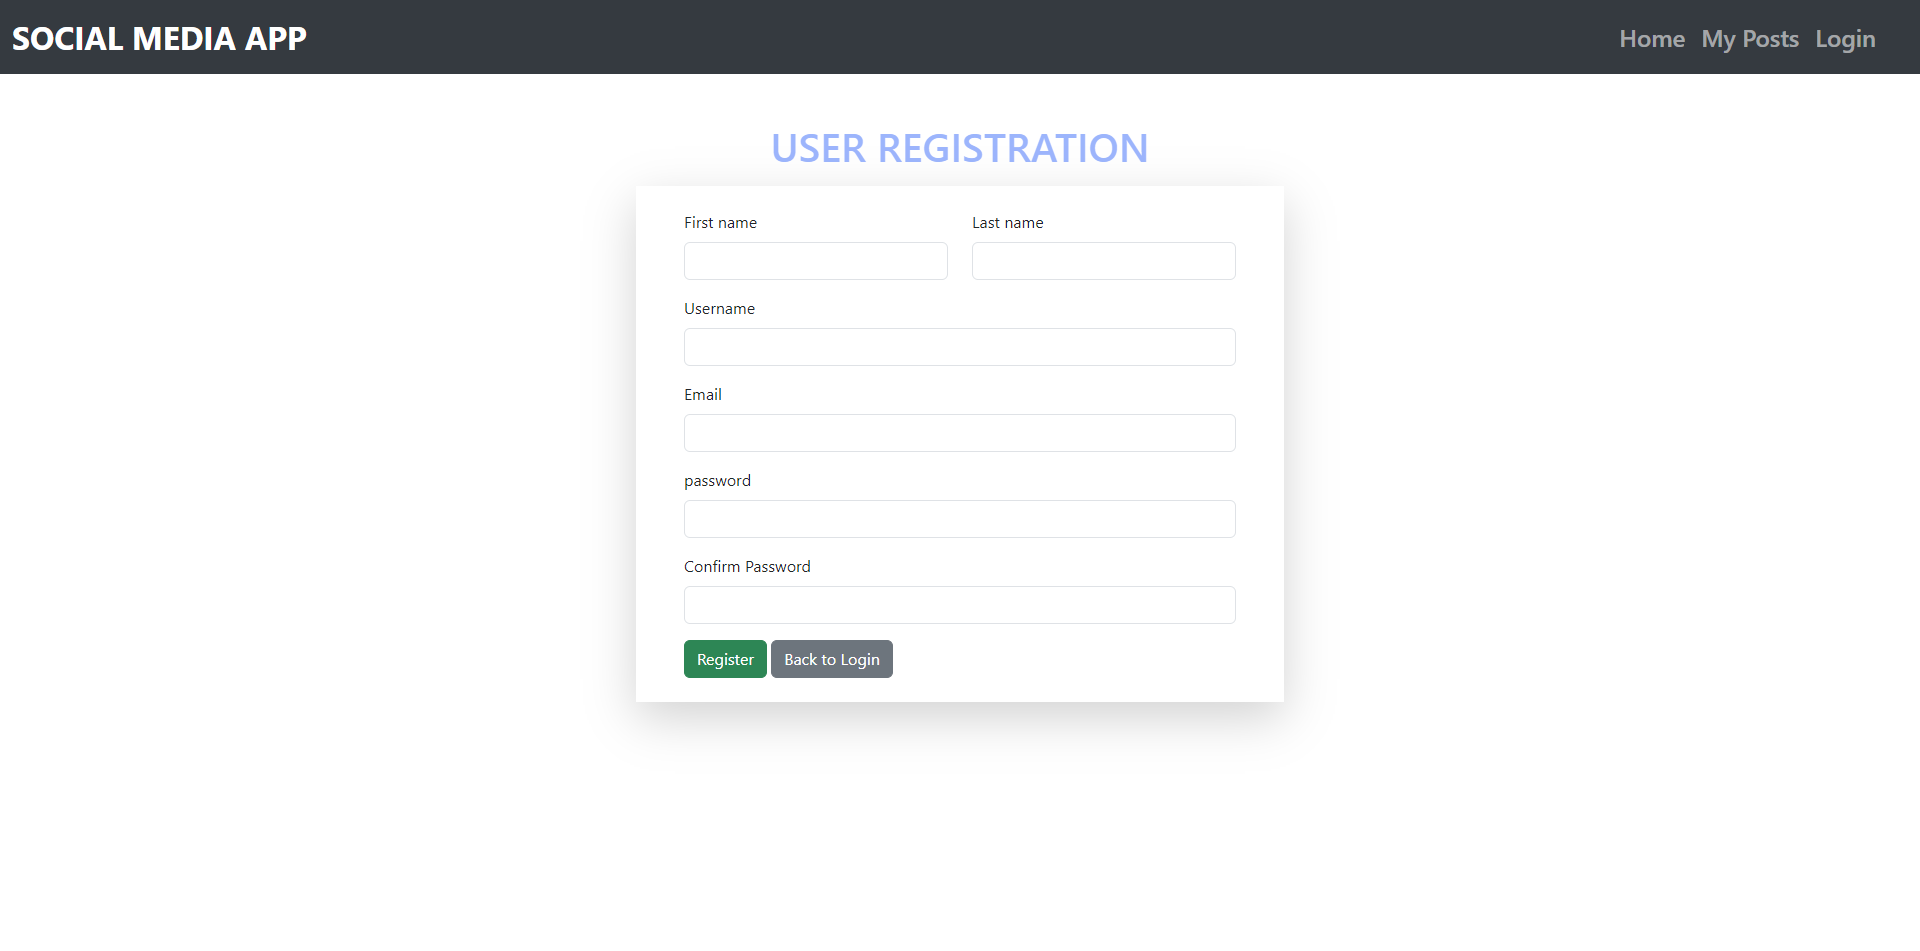 SOCIAL MEDIA APP
Home My Posts Login
USER REGISTRATION
First name Last name
Username
Email
password
Confirm Password
Register Back to Login